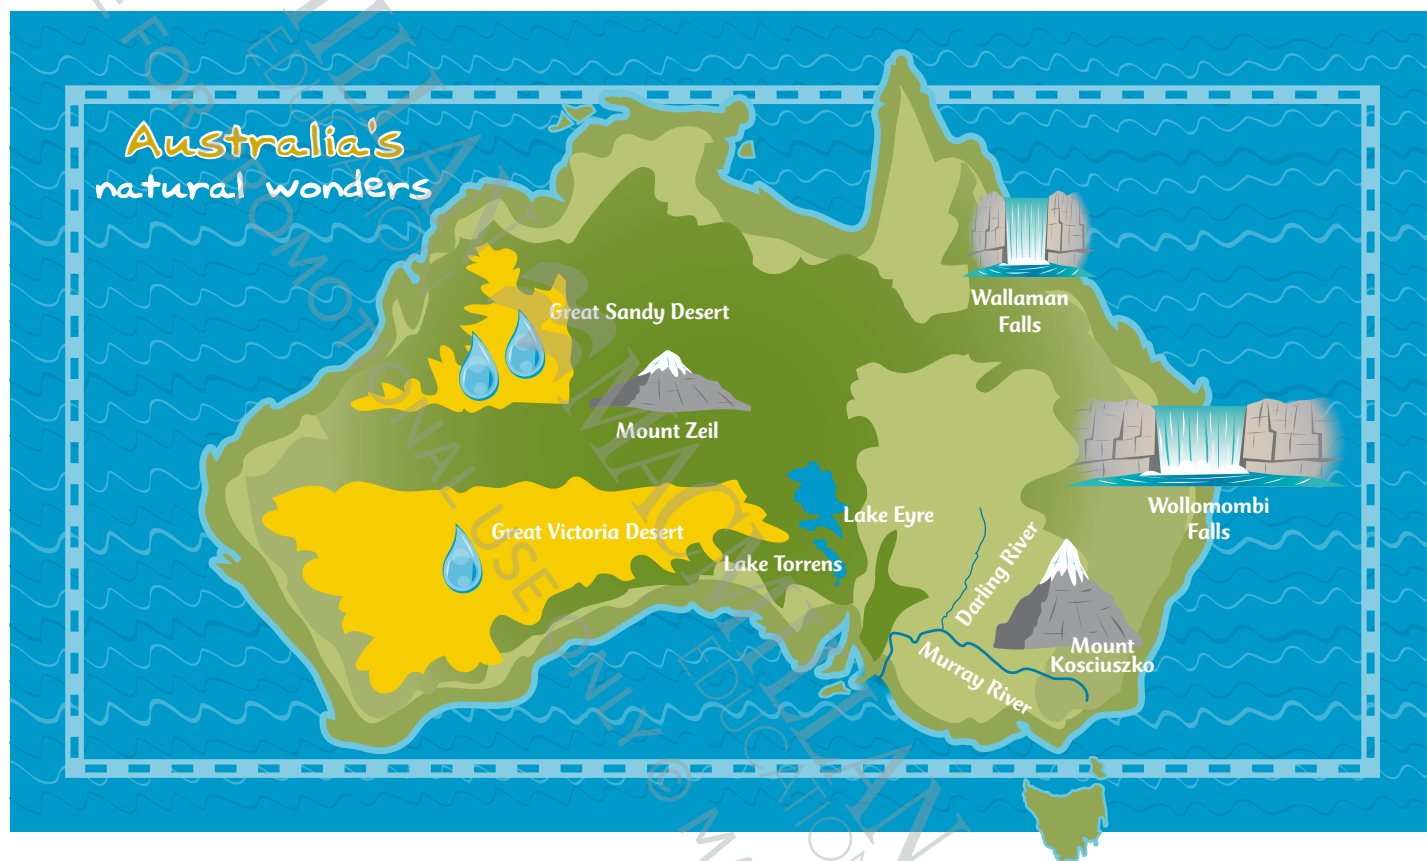 Australia's
natural wonders
Wallaman
Falls
Great Sandy Desert
Mount Zeil
Wollomombi
Falls
Lake Eyre
Great Victoria Desert
Lake Torrens
Darling River
Mount
Kosciuszko
Murray River